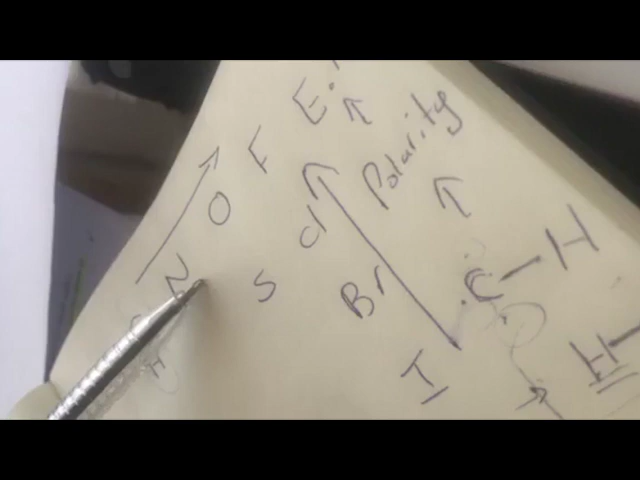 E. ↑
Polarity ↑
N O F
S Cl
Br
I
C-H
H-
H